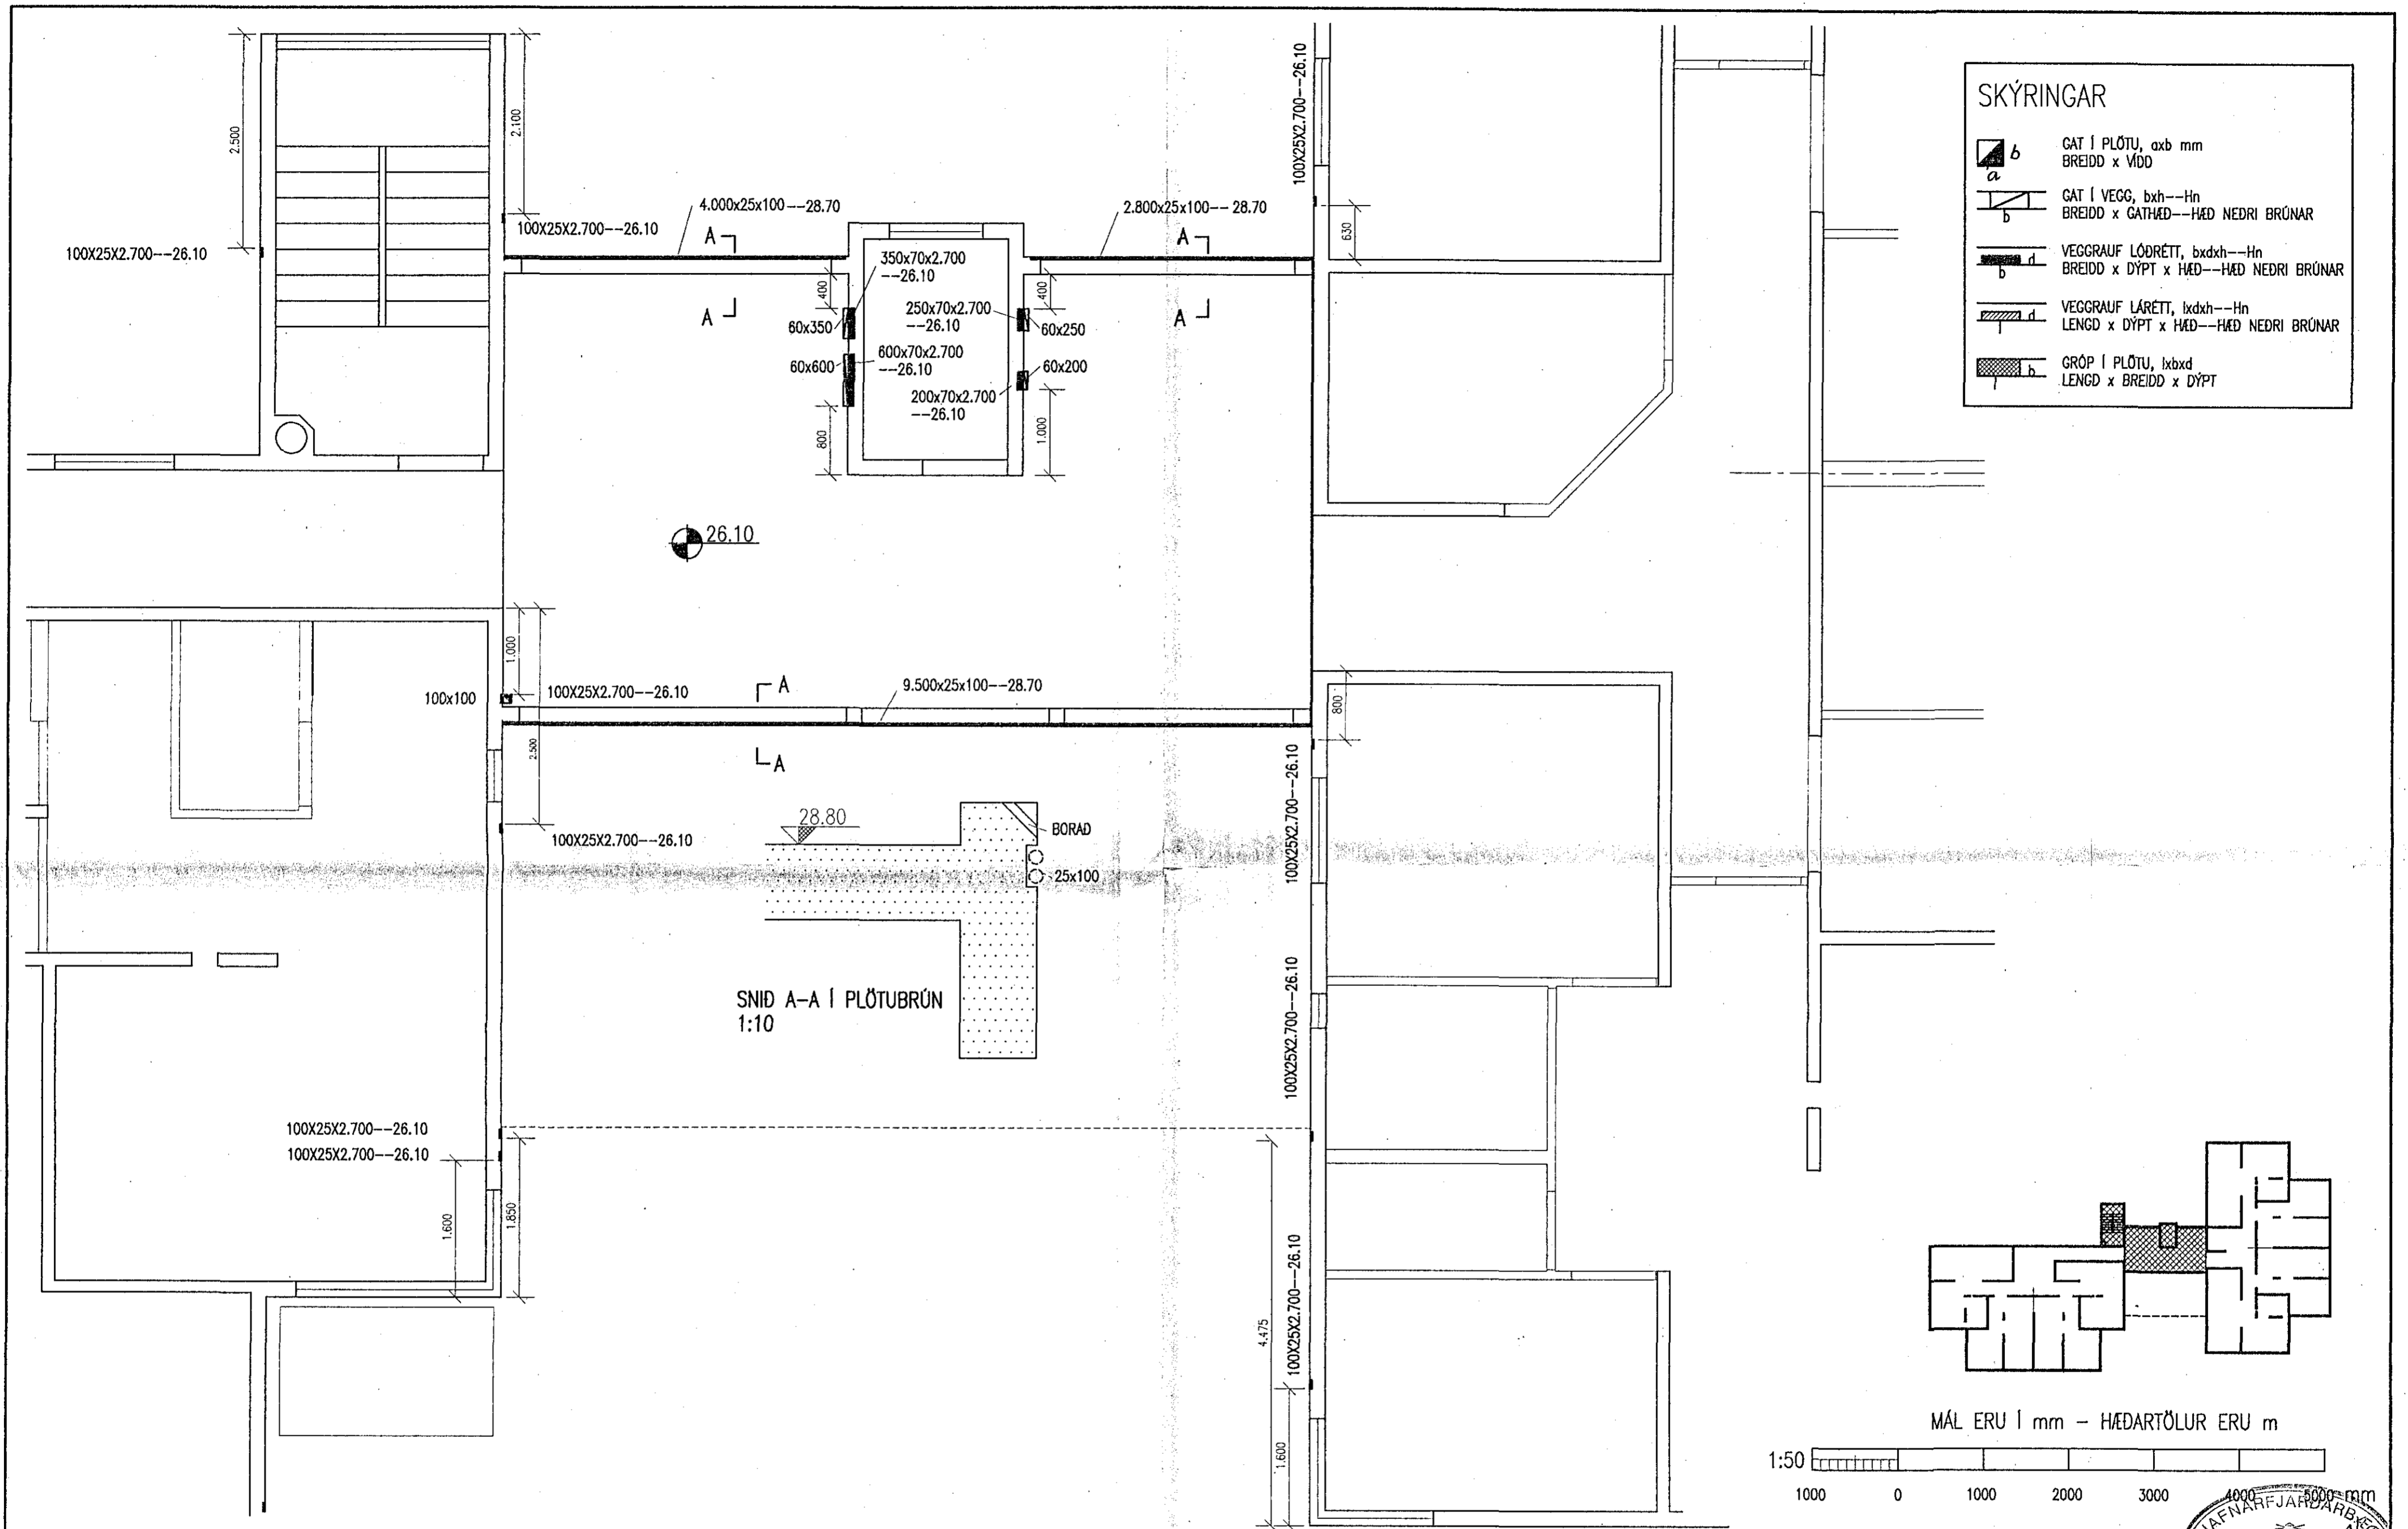 2.500
2.100
100X25X2.700--26.10
100X25X2.700--26.10
4.000x25x100--28.70
2.800x25x100--28.70
100X25X2.700--26.10
630
A
A
A
A
400
350x70x2.700
--26.10
60x350
250x70x2.700
--26.10
400
60x250
60x600
600x70x2.700
--26.10
60x200
200x70x2.700
--26.10
800
1.000
26.10
SKÝRINGAR
b
a
GAT Í PLÖTU, axb mm
BREIDD x VÍDD
b
GAT Í VEGG, bxh--Hn
BREIDD x GATHÆÐ--HÆÐ NEÐRI BRÚNAR
d
b
VEGGRAUF LÓÐRÉTT, bxdxh--Hn
BREIDD x DÝPT x HÆÐ--HÆÐ NEÐRI BRÚNAR
d
l
VEGGRAUF LÁRÉTT, lxdxh--Hn
LENGD x DÝPT x HÆÐ--HÆÐ NEÐRI BRÚNAR
b
l
GRÓP Í PLÖTU, lxbxd
LENGD x BREIDD x DÝPT
1.000
100x100
100X25X2.700--26.10
A
9.500x25x100--28.70
A
2.500
800
100X25X2.700--26.10
100X25X2.700--26.10
28.80
BORAÐ
25x100
SNIÐ A-A Í PLÖTUBRÚN
1:10
100X25X2.700--26.10
100X25X2.700--26.10
100X25X2.700--26.10
1.600
1.850
100X25X2.700--26.10
4.475
1.600
MÁL ERU Í mm - HÆÐARTÖLUR ERU m
1:50
1000 0 1000 2000 3000 4000 5000 mm